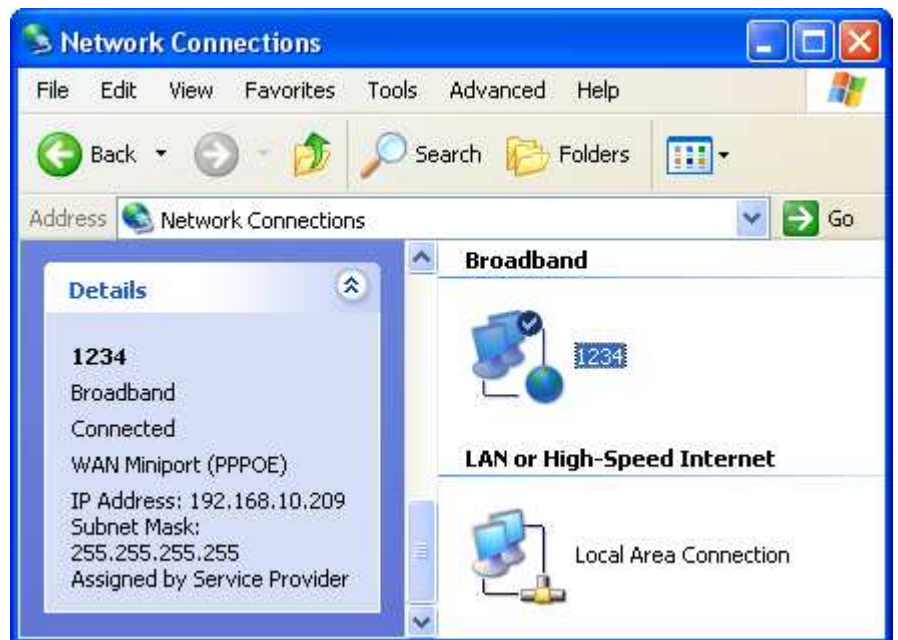 Network Connections
File Edit View Favorites Tools Advanced Help
Back Search Folders
Address Network Connections Go
Details
1234
Broadband
Connected
WAN Miniport (PPPOE)
IP Address: 192.168.10.209
Subnet Mask:
255.255.255.255
Assigned by Service Provider
Broadband
1234
LAN or High-Speed Internet
Local Area Connection